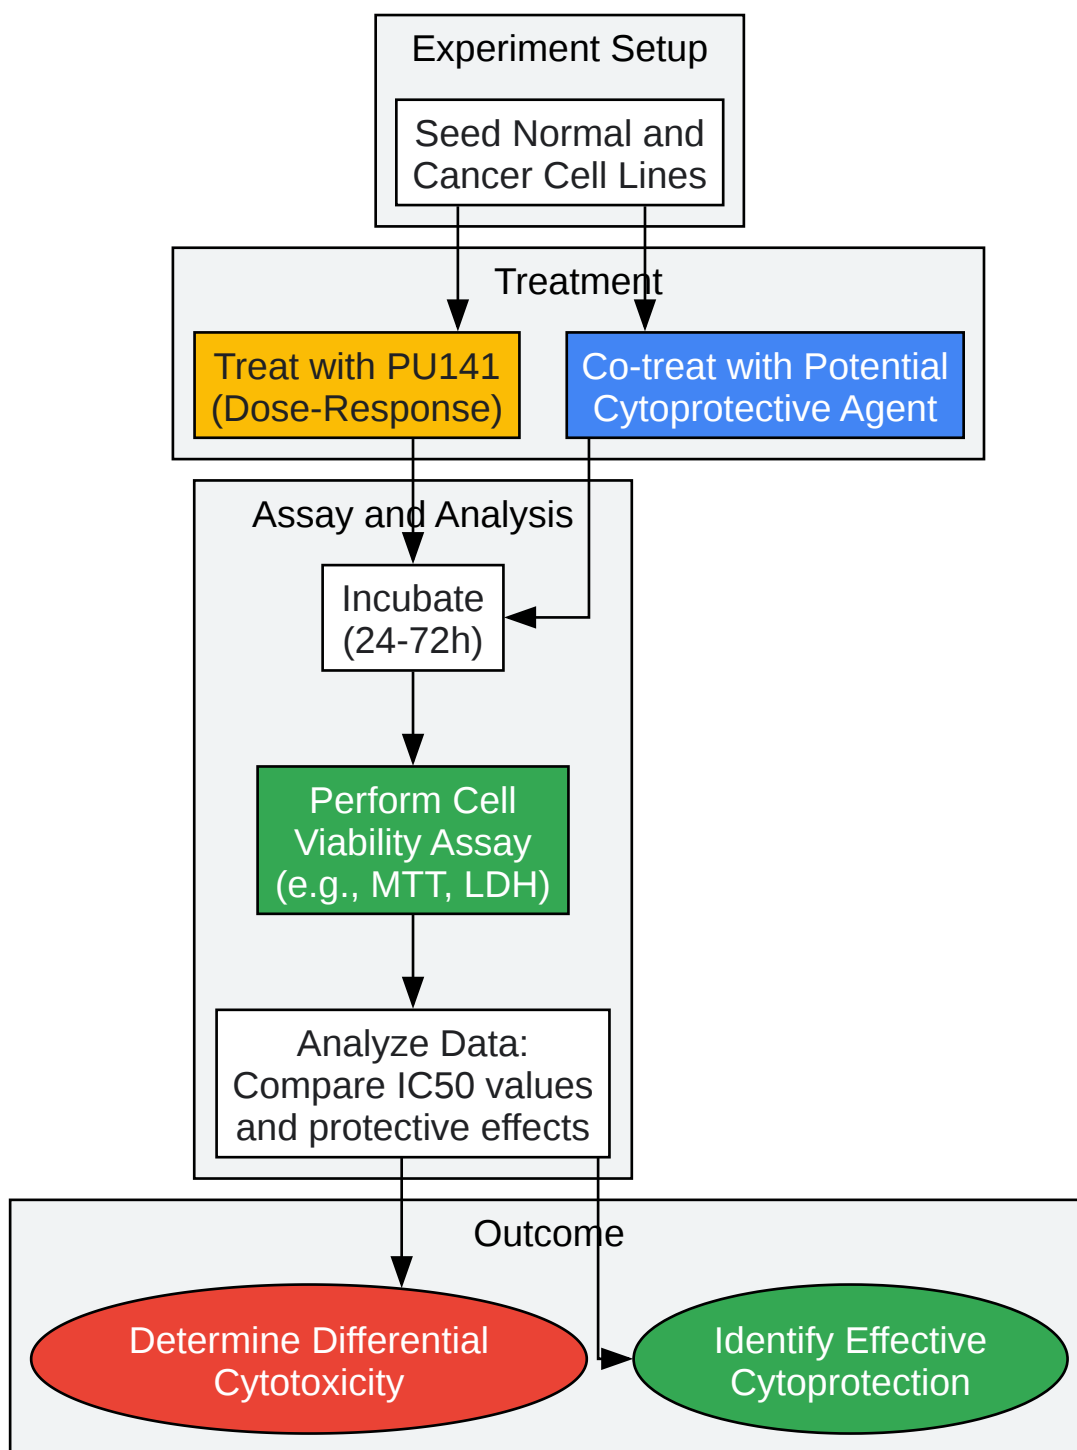 Experiment Setup
Seed Normal and
Cancer Cell Lines
Treatment
Treat with PU141
(Dose-Response)
Co-treat with Potential
Cytoprotective Agent
Assay and Analysis
Incubate
(24-72h)
Perform Cell
Viability Assay
(e.g., MTT, LDH)
Analyze Data:
Compare IC50 values
and protective effects
Outcome
Determine Differential
Cytotoxicity
Identify Effective
Cytoprotection